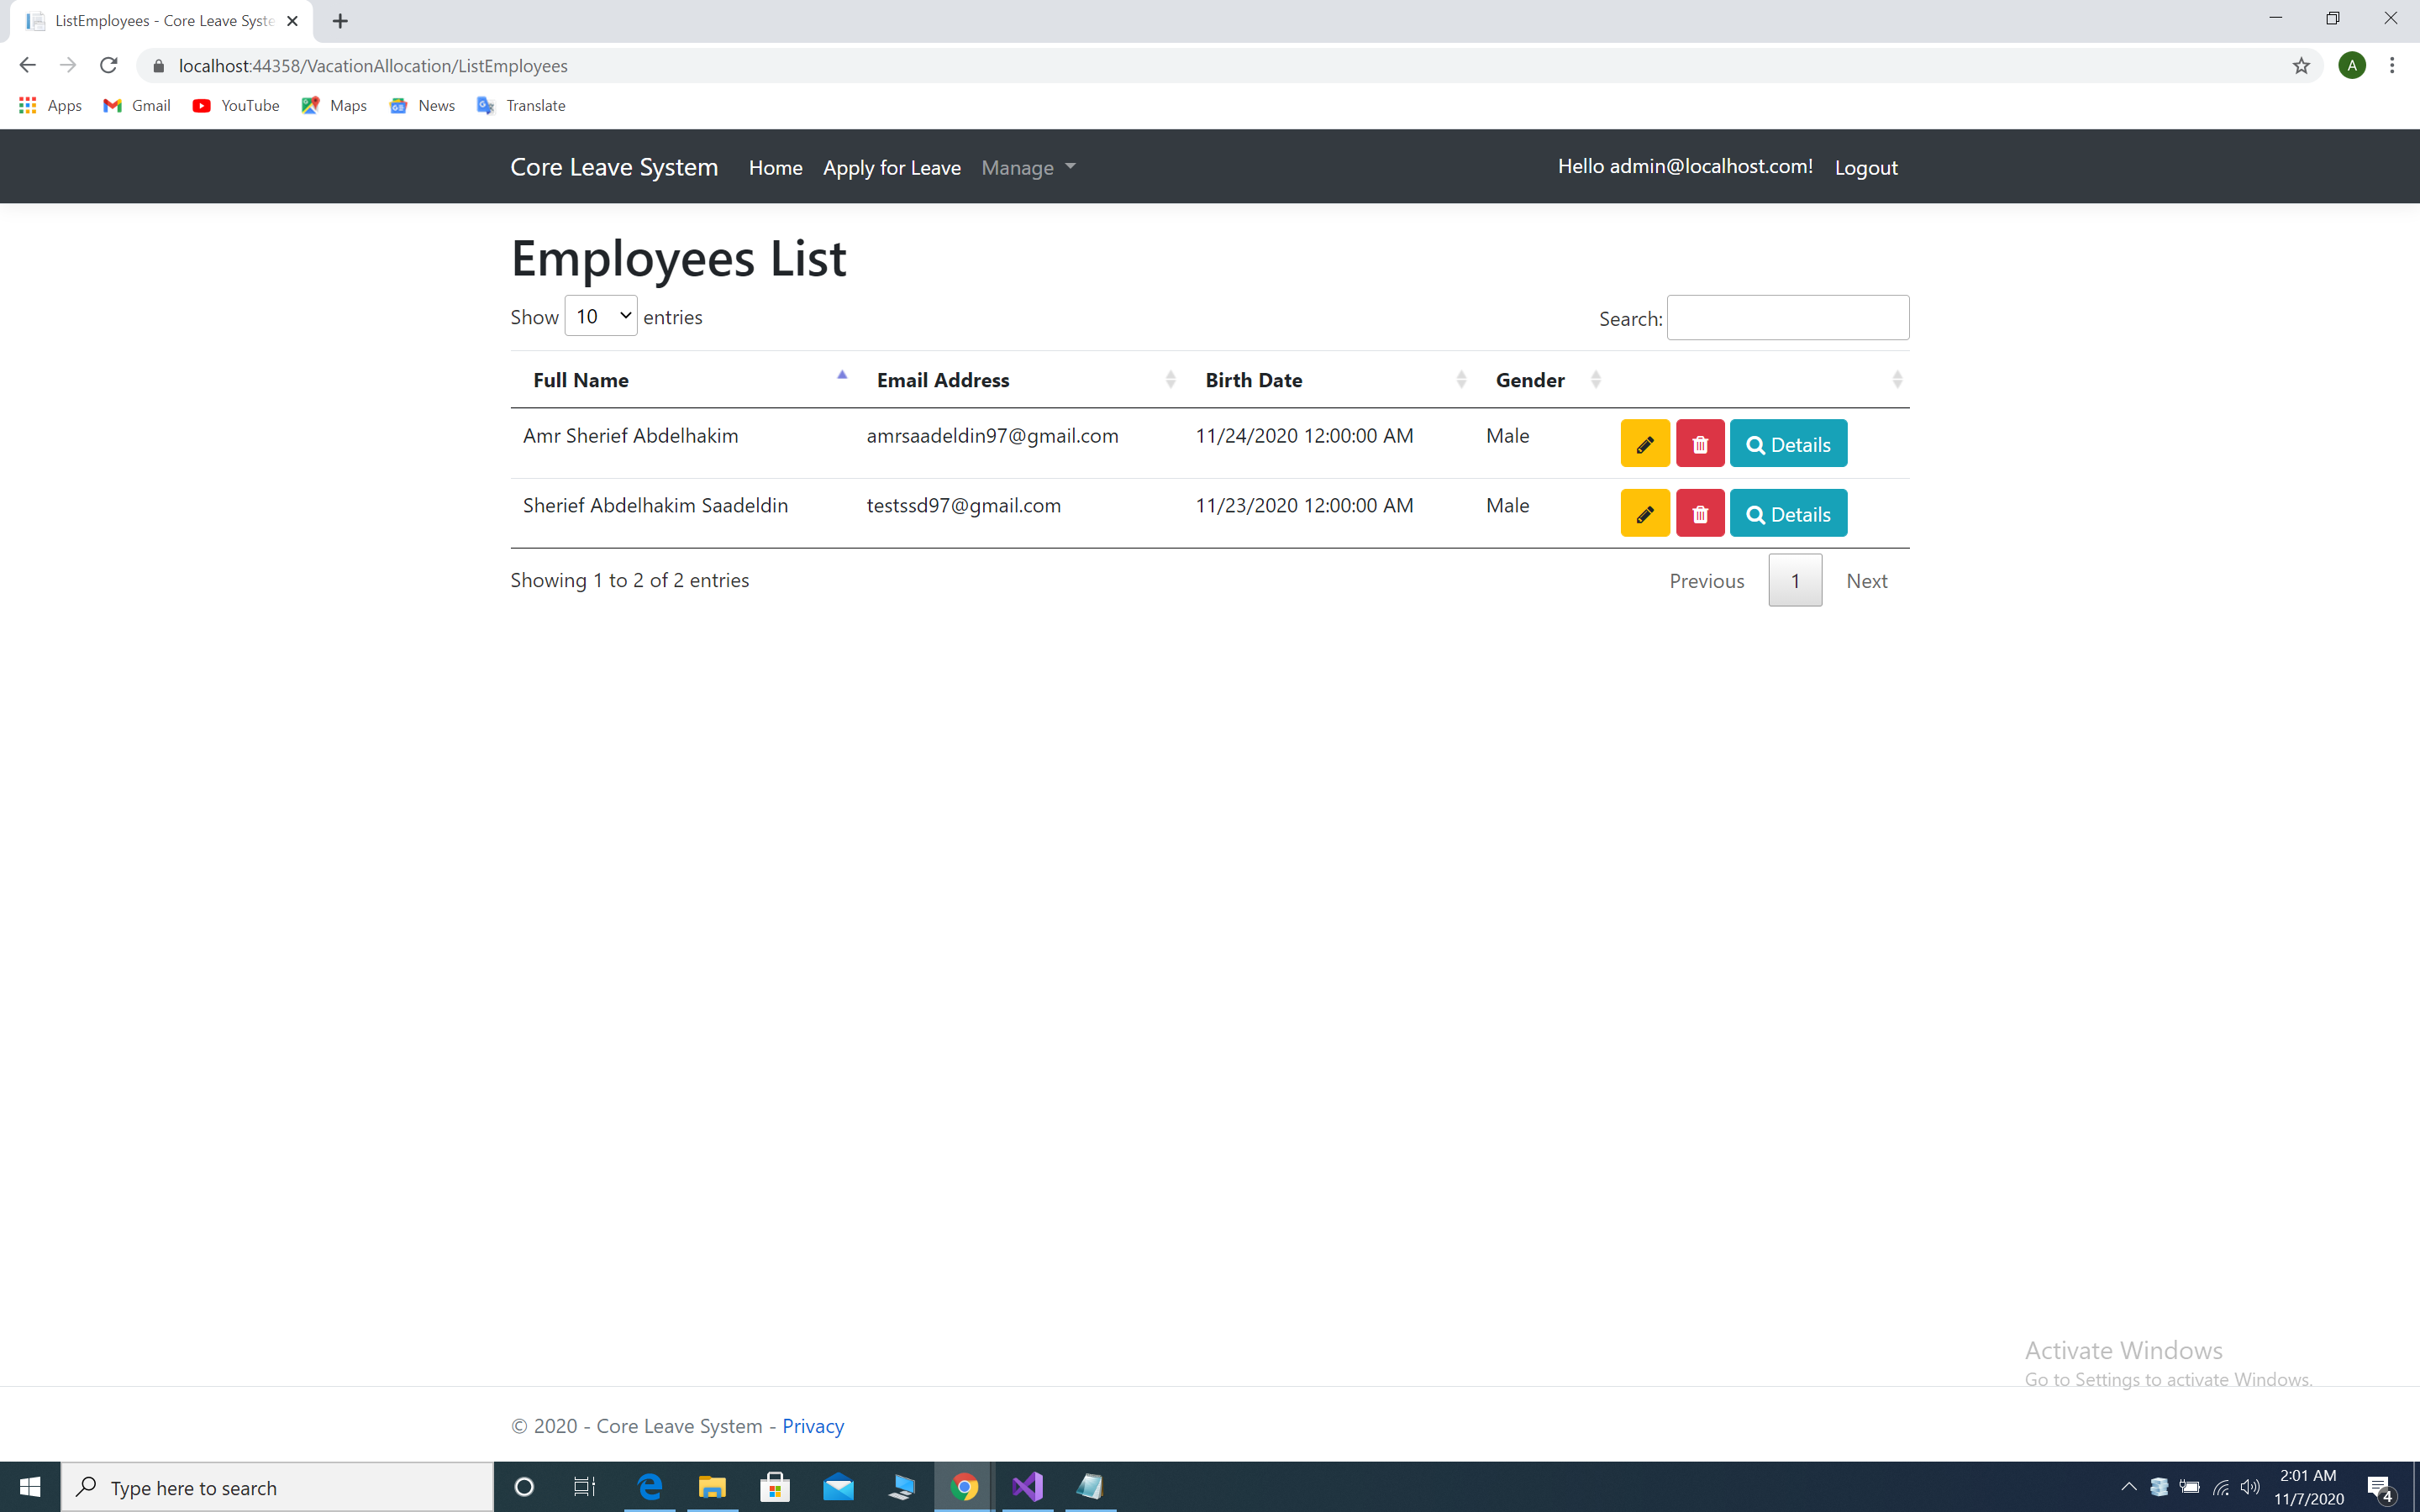 ListEmployees - Core Leave Syste
localhost:44358/VacationAllocation/ListEmployees
A
Apps Gmail YouTube Maps News Translate
Core Leave System Home Apply for Leave Manage Hello admin@localhost.com! Logout
Employees List
Show 10 entries Search:
Full Name Email Address Birth Date Gender
Amr Sherief Abdelhakim amrsaadeldin97@gmail.com 11/24/2020 12:00:00 AM Male Details
Sherief Abdelhakim Saadeldin testssd97@gmail.com 11/23/2020 12:00:00 AM Male Details
Showing 1 to 2 of 2 entries Previous 1 Next
Activate Windows
Go to Settings to activate Windows.
© 2020 - Core Leave System - Privacy
Type here to search
2:01 AM
11/7/2020
4